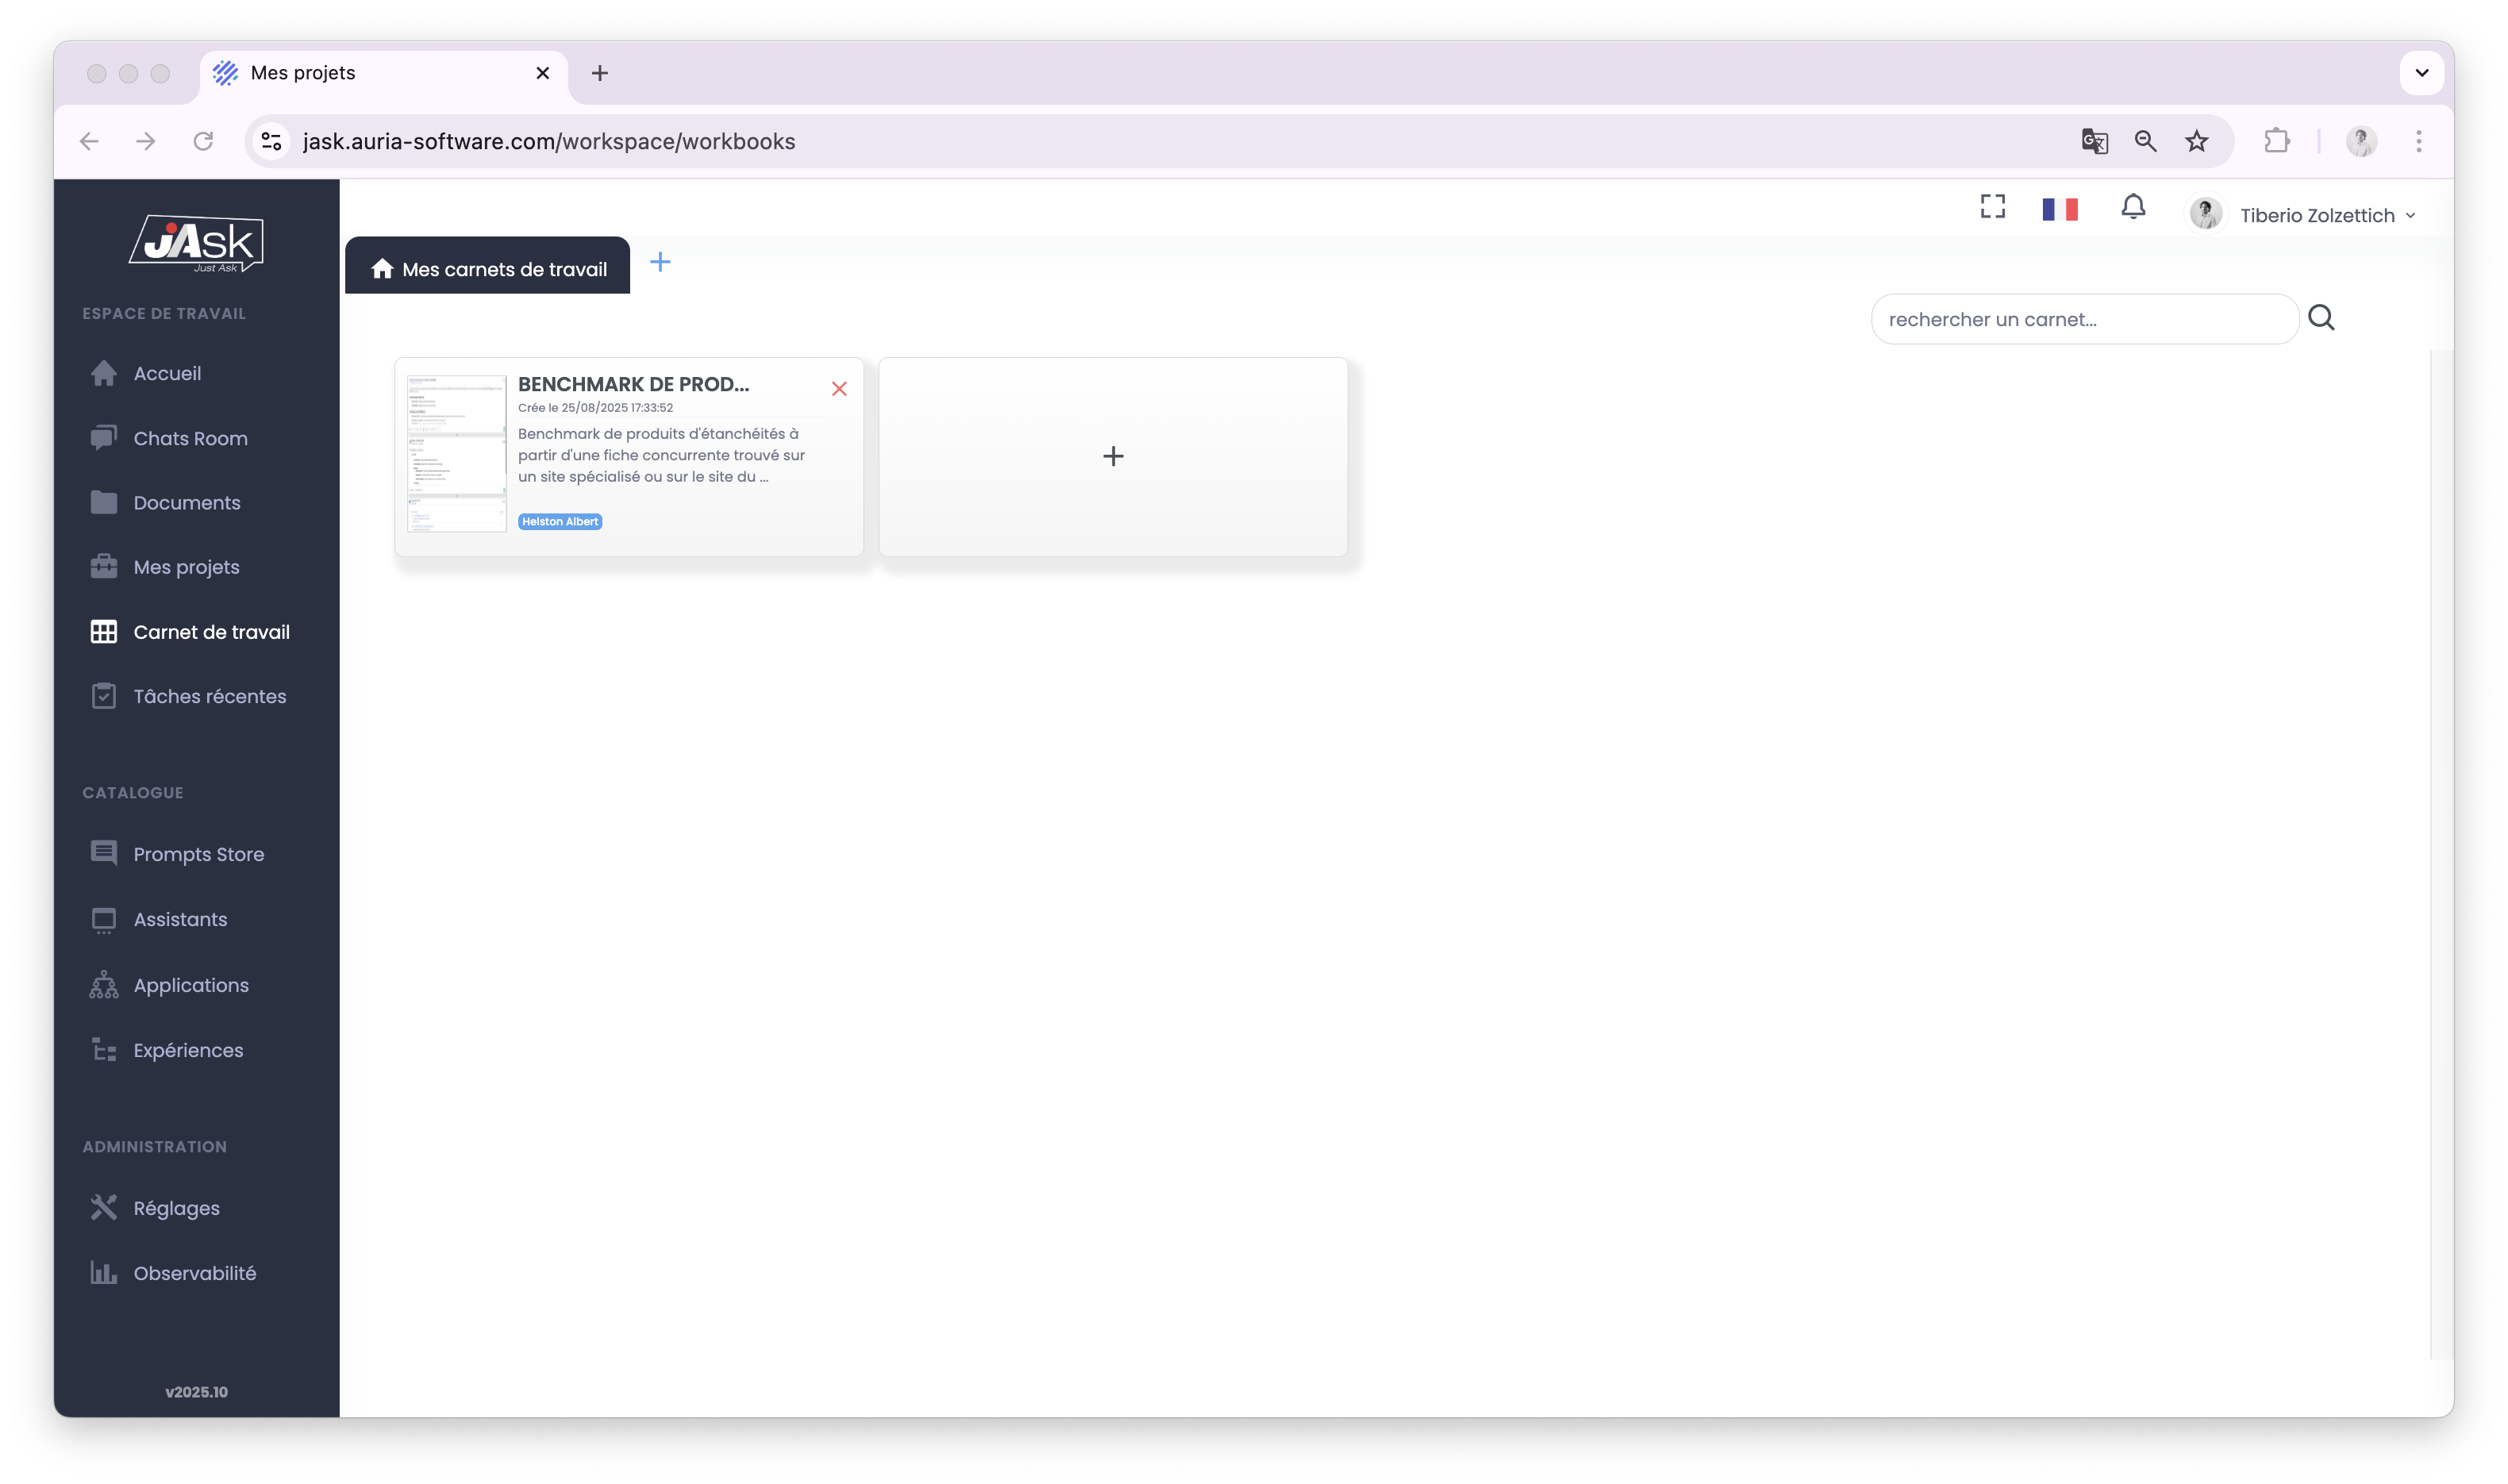 Mes projets
jask.auria-software.com/workspace/workbooks
jAsk
Just Ask
Tiberio Zolzettich
Mes carnets de travail
rechercher un carnet...
ESPACE DE TRAVAIL
Accueil
Chats Room
Documents
Mes projets
Carnet de travail
Tâches récentes
CATALOGUE
Prompts Store
Assistants
Applications
Expériences
ADMINISTRATION
Réglages
Observabilité
v2025.10
BENCHMARK DE PROD...
Crée le 25/08/2025 17:33:52
Benchmark de produits d'étanchéités à
partir d'une fiche concurrente trouvé sur
un site spécialisé ou sur le site du ...
Helston Albert